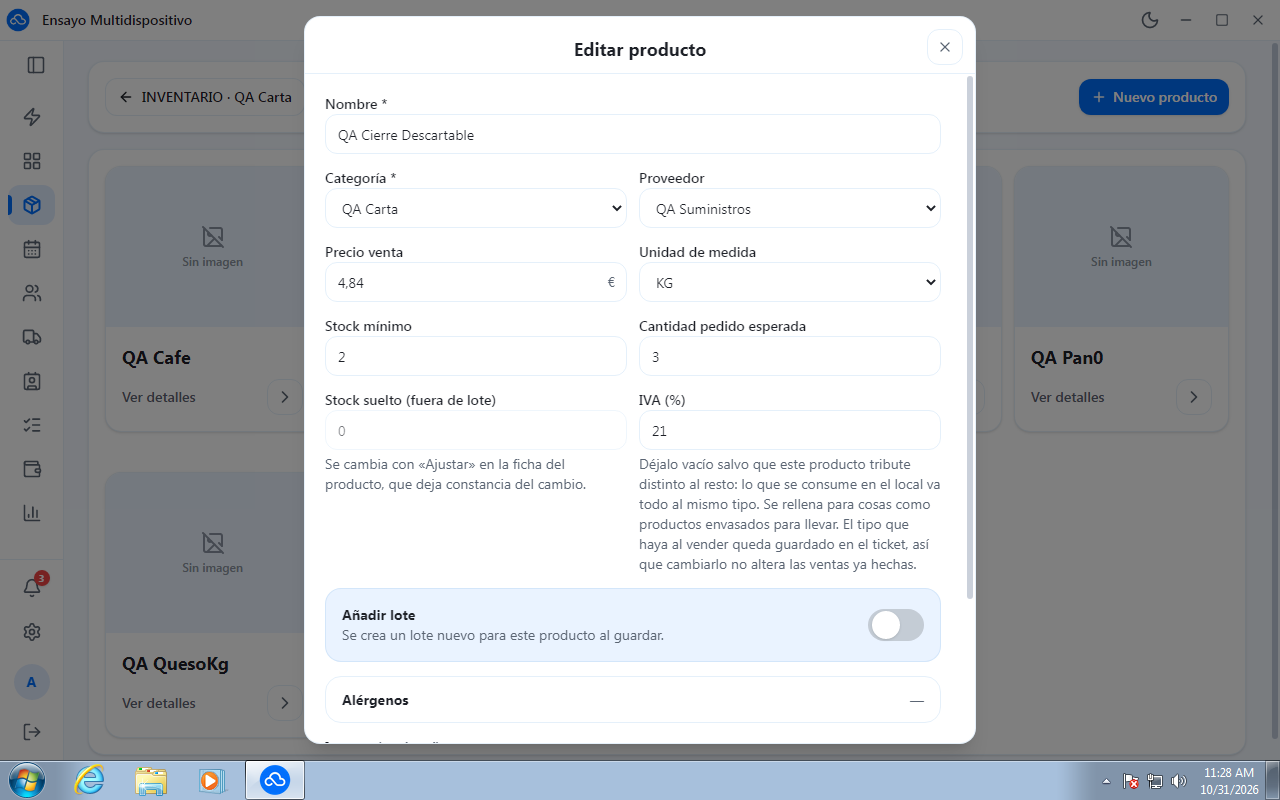 Ensayo Multidispositivo
Editar producto
INVENTARIO · QA Carta
Nuevo producto
Nombre *
QA Cierre Descartable
Categoría *
Proveedor
QA Carta
QA Suministros
Precio venta
Unidad de medida
4,84 €
KG
Stock mínimo
Cantidad pedido esperada
2
3
Stock suelto (fuera de lote)
IVA (%)
0
21
Se cambia con «Ajustar» en la ficha del
producto, que deja constancia del cambio.
Déjalo vacío salvo que este producto tribute
distinto al resto: lo que se consume en el local va
todo al mismo tipo. Se rellena para cosas como
productos envasados para llevar. El tipo que
haya al vender queda guardado en el ticket, así
que cambiarlo no altera las ventas ya hechas.
Añadir lote
Se crea un lote nuevo para este producto al guardar.
Alérgenos
Sin imagen
QA Cafe
Ver detalles
Sin imagen
QA Pan0
Ver detalles
Sin imagen
QA QuesoKg
Ver detalles
3
A
11:28 AM
10/31/2026